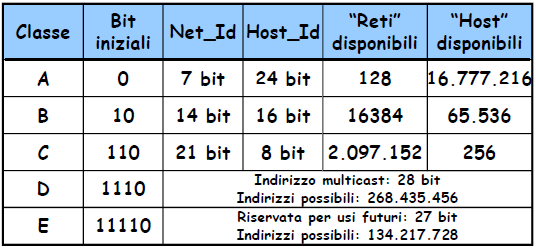 Classe Bit iniziali Net_Id Host_Id “Reti” disponibili “Host” disponibili
A 0 7 bit 24 bit 128 16.777.216
B 10 14 bit 16 bit 16384 65.536
C 110 21 bit 8 bit 2.097.152 256
D 1110 Indirizzo multicast: 28 bit
Indirizzi possibili: 268.435.456
E 11110 Riservata per usi futuri: 27 bit
Indirizzi possibili: 134.217.728